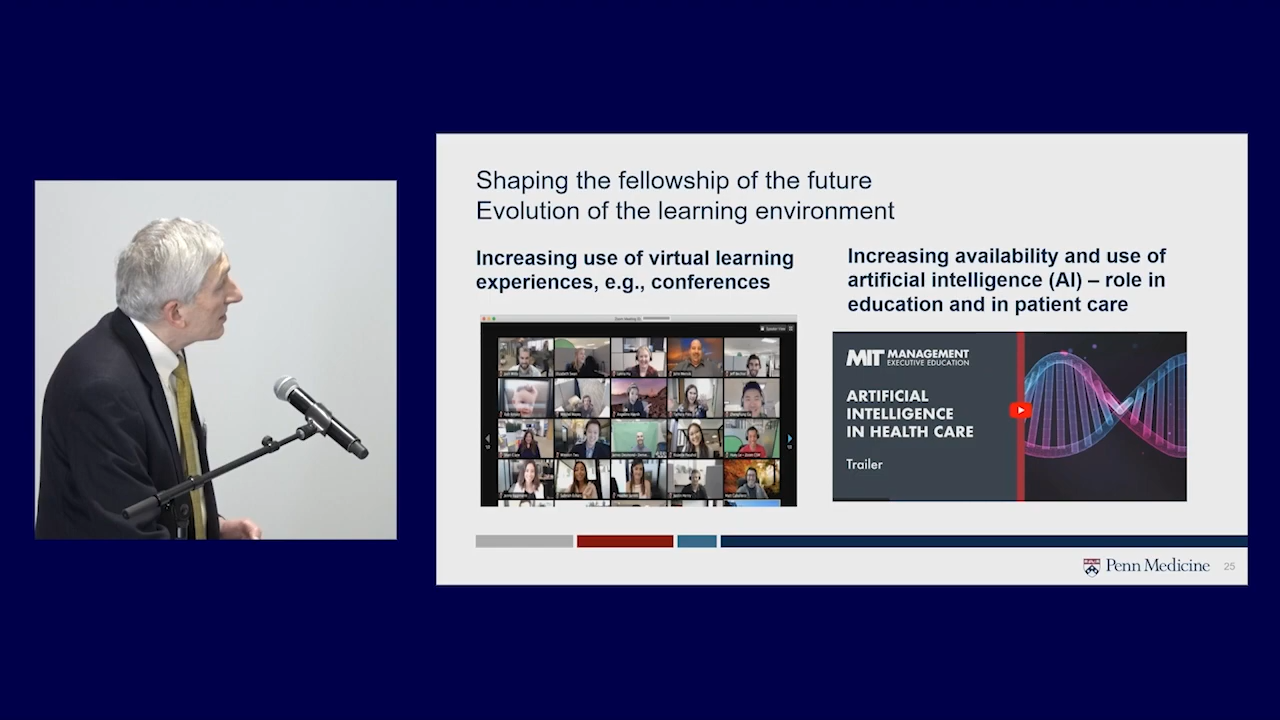 Shaping the fellowship of the future
Evolution of the learning environment
Increasing use of virtual learning
experiences, e.g., conferences
Increasing availability and use of
artificial intelligence (AI) – role in
education and in patient care
MIT MANAGEMENT
EXECUTIVE EDUCATION
ARTIFICIAL
INTELLIGENCE
IN HEALTH CARE
Trailer
Penn Medicine 25